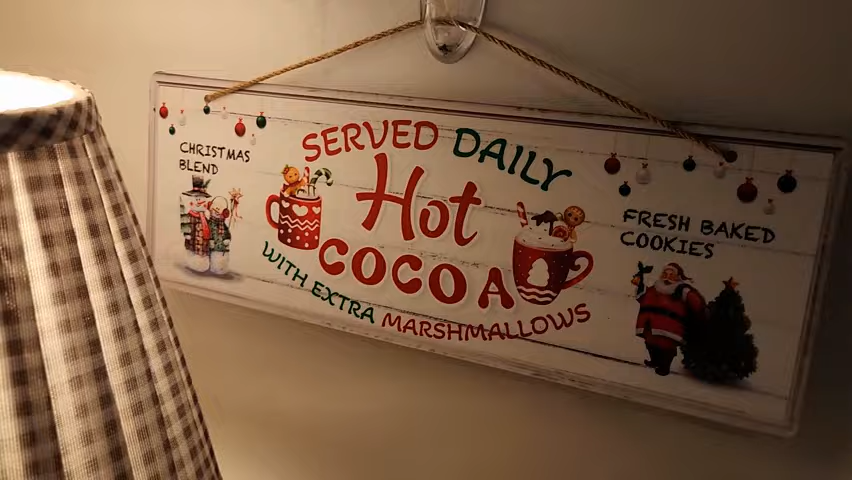 SERVED DAILY
CHRISTMAS
BLEND
Hot
COCOA
WITH EXTRA MARSHMALLOWS
FRESH BAKED
COOKIES